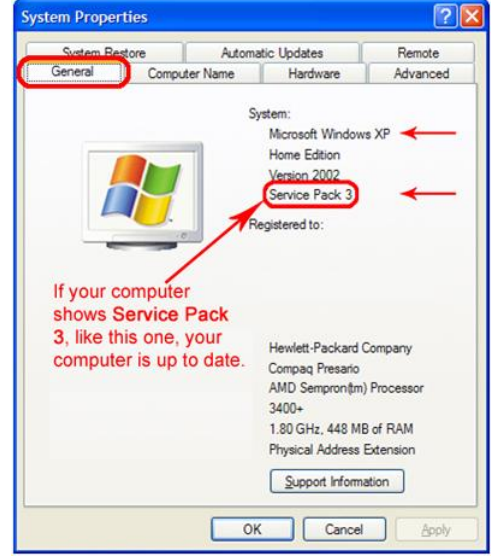 System Properties
System Restore Automatic Updates Remote
General Computer Name Hardware Advanced
System:
Microsoft Windows XP
Home Edition
Version 2002
Service Pack 3
Registered to:
If your computer
shows Service Pack
3, like this one, your
computer is up to date.
Hewlett-Packard Company
Compaq Presario
AMD Sempron(tm) Processor
3400+
1.80 GHz, 448 MB of RAM
Physical Address Extension
Support Information
OK Cancel Apply